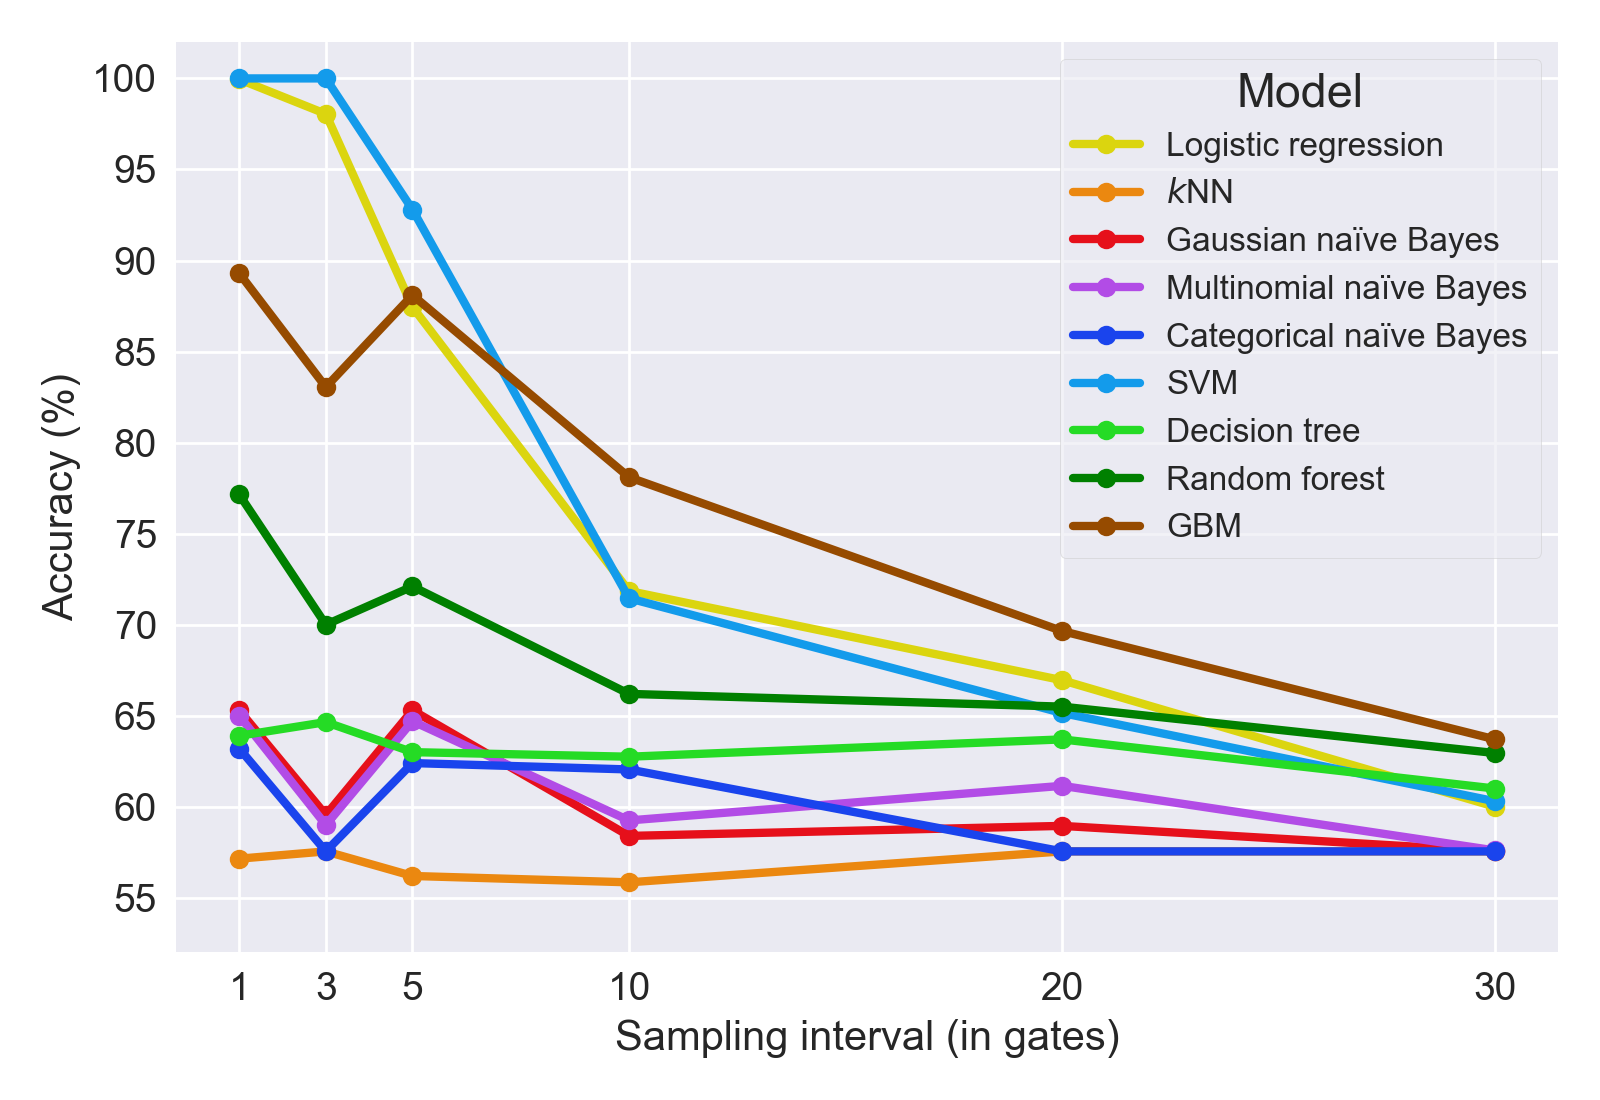 100
95
90
85
80
75
70
65
60
55
Accuracy (%)
Model
Logistic regression
kNN
Gaussian naïve Bayes
Multinomial naïve Bayes
Categorical naïve Bayes
SVM
Decision tree
Random forest
GBM
1 3 5 10 20 30
Sampling interval (in gates)